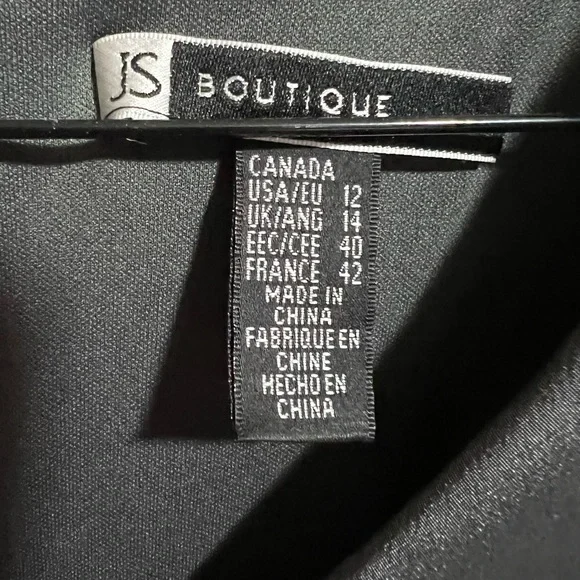 JS BOUTIQUE
CANADA
USA/EU 12
UK/ANG 14
EEC/CEE 40
FRANCE 42
MADE IN
CHINA
FABRIQUE EN
CHINE
HECHO EN
CHINA